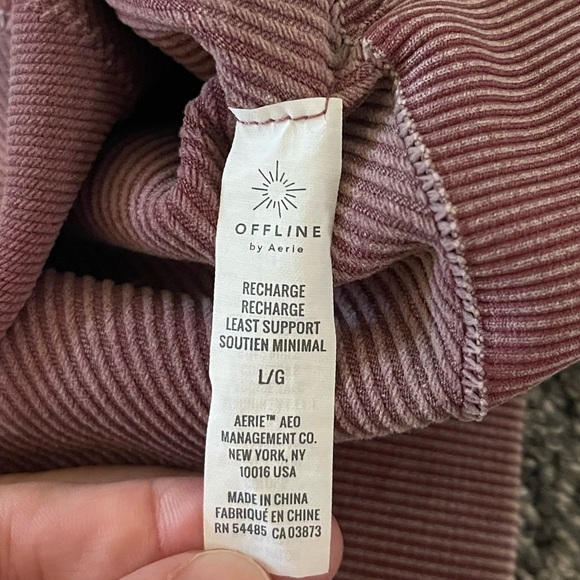 OFFLINE
by Aerie
RECHARGE
RECHARGE
LEAST SUPPORT
SOUTIEN MINIMAL
L/G
AERIE™ AEO
MANAGEMENT CO.
NEW YORK, NY
10016 USA
MADE IN CHINA
FABRIQUÉ EN CHINE
RN 54485 CA 03873